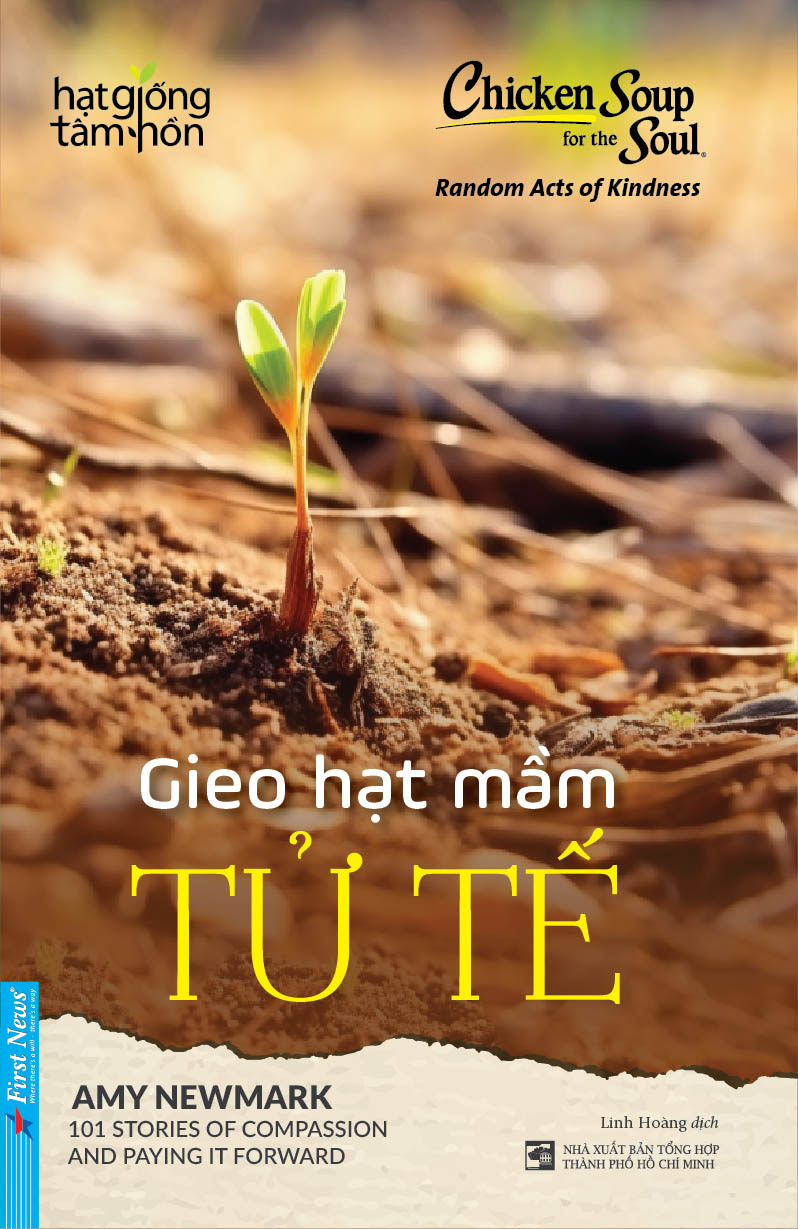 hạt giống
tâm hồn
Chicken Soup
for the Soul®
Random Acts of Kindness
Gieo hạt mầm
TỬ TẾ
First News®
Where there's a will - there's a way
AMY NEWMARK
101 STORIES OF COMPASSION
AND PAYING IT FORWARD
Linh Hoàng dịch
NHÀ XUẤT BẢN TỔNG HỢP
THÀNH PHỐ HỒ CHÍ MINH